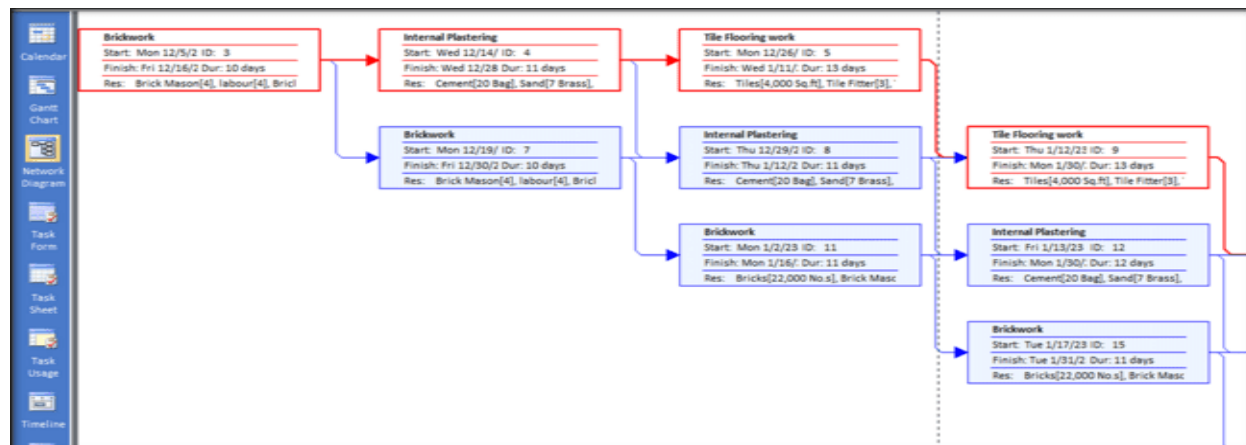 Calendar
Gantt
Chart
Network
Diagram
Task
Form
Task
Sheet
Task
Usage
Timeline
Brickwork
Start: Mon 12/5/2 ID: 3
Finish: Fri 12/16/2 Dur: 10 days
Res: Brick Mason[4], labour[4], Bricl
Internal Plastering
Start: Wed 12/14/ ID: 4
Finish: Wed 12/28 Dur: 11 days
Res: Cement[20 Bag], Sand[7 Brass],
Tile Flooring work
Start: Mon 12/26/ ID: 5
Finish: Wed 1/11/: Dur: 13 days
Res: Tiles[4,000 Sq.ft], Tile Fitter[3],
Brickwork
Start: Mon 12/19/ ID: 7
Finish: Fri 12/30/2 Dur: 10 days
Res: Brick Mason[4], labour[4], Bricl
Internal Plastering
Start: Thu 12/29/2 ID: 8
Finish: Thu 1/12/2 Dur: 11 days
Res: Cement[20 Bag], Sand[7 Brass],
Tile Flooring work
Start: Thu 1/12/23 ID: 9
Finish: Mon 1/30/: Dur: 13 days
Res: Tiles[4,000 Sq.ft], Tile Fitter[3],
Brickwork
Start: Mon 1/2/23 ID: 11
Finish: Mon 1/16/: Dur: 11 days
Res: Bricks[22,000 No.s], Brick Masc
Internal Plastering
Start: Fri 1/13/23 ID: 12
Finish: Mon 1/30/: Dur: 12 days
Res: Cement[20 Bag], Sand[7 Brass],
Brickwork
Start: Tue 1/17/23 ID: 15
Finish: Tue 1/31/2 Dur: 11 days
Res: Bricks[22,000 No.s], Brick Masc